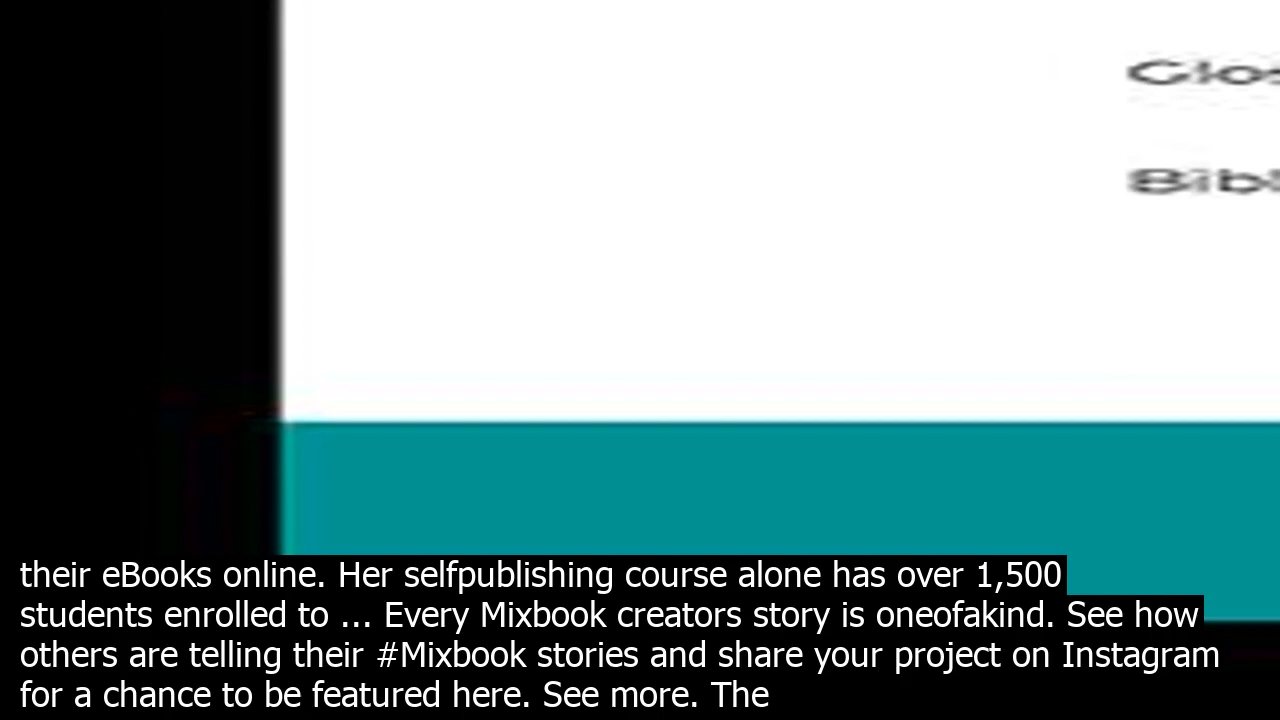 their eBooks online. Her selfpublishing course alone has over 1,500
students enrolled to ... Every Mixbook creators story is oneofakind. See how
others are telling their #Mixbook stories and share your project on Instagram
for a chance to be featured here. See more. The